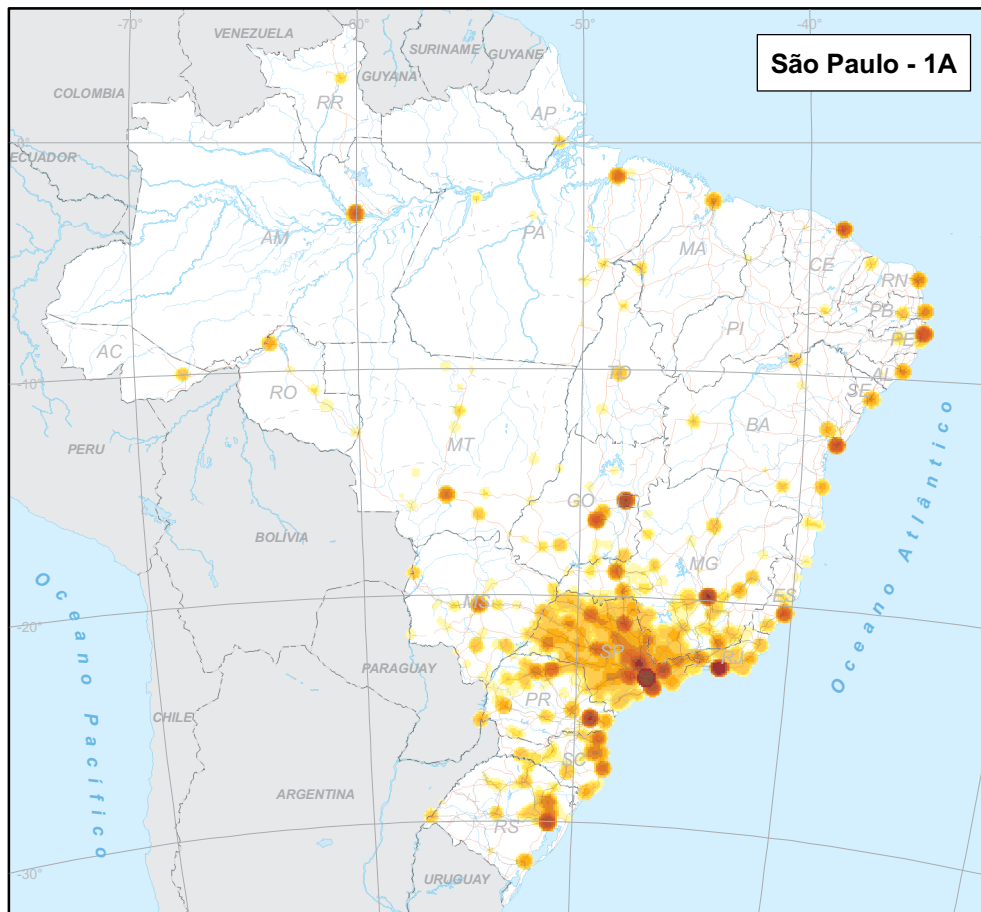 -70°
-60°
-50°
-40°
VENEZUELA
SURINAME
GUYANE
São Paulo - 1A
GUYANA
COLOMBIA
RR
AP
0°
ECUADOR
AM
PA
MA
CE
RN
PB
PI
PE
AC
TO
AL
-10°
RO
SE
BA
MT
PERU
GO
BOLÍVIA
MG
Oceano Atlântico
ES
MS
-20°
SP
RJ
PARAGUAY
PR
Oceano Pacífico
CHILE
SC
ARGENTINA
RS
-30°
URUGUAY